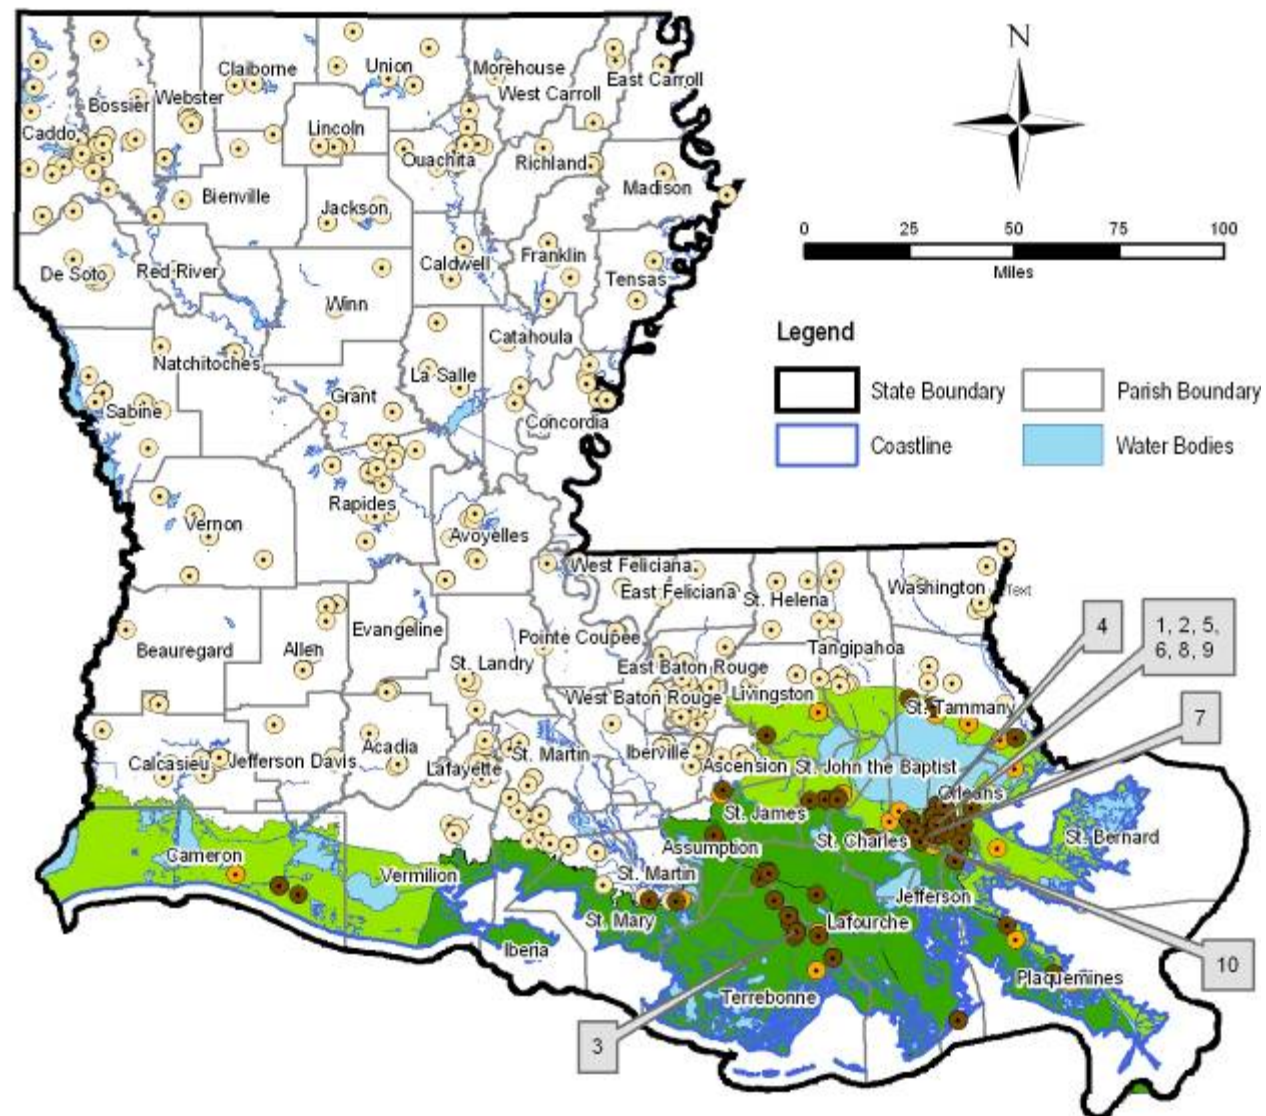 N
0 25 50 75 100
Miles
Legend
State Boundary
Parish Boundary
Coastline
Water Bodies
Claiborne
Union
Morehouse
West Carroll
East Carroll
Bossier
Webster
Caddo
Lincoln
Ouachita
Richland
Madison
Bienville
Jackson
De Soto
Red River
Winn
Caldwell
Franklin
Tensas
Natchitoches
Catahoula
La Salle
Grant
Sabine
Concordia
Rapides
Vernon
Avoyelles
West Feliciana
East Feliciana
St. Helena
Washington
Text
Beauregard
Allen
Evangeline
St. Landry
Pointe Coupee
Tangipahoa
East Baton Rouge
West Baton Rouge
Livingston
St. Tammany
Calcasieu
Jefferson Davis
Acadia
Lafayette
St. Martin
Iberville
Ascension
St. John the Baptist
Orleans
St. James
St. Charles
St. Bernard
Cameron
Vermilion
Assumption
St. Martin
Jefferson
St. Mary
Lafourche
Iberia
Terrebonne
Plaquemines
4
1, 2, 5,
6, 8, 9
7
10
3